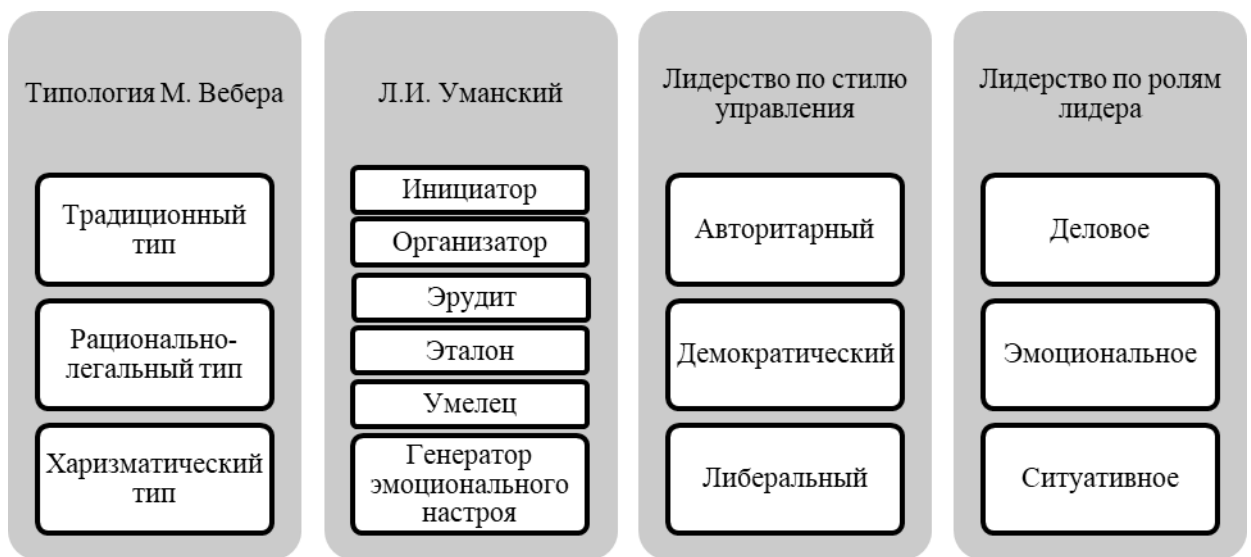 Типология М. Вебера
Традиционный
тип
Рационально-
легальный тип
Харизматический
тип
Л.И. Уманский
Инициатор
Организатор
Эрудит
Эталон
Умелец
Генератор
эмоционального
настроя
Лидерство по стилю
управления
Авторитарный
Демократический
Либеральный
Лидерство по ролям
лидера
Деловое
Эмоциональное
Ситуативное